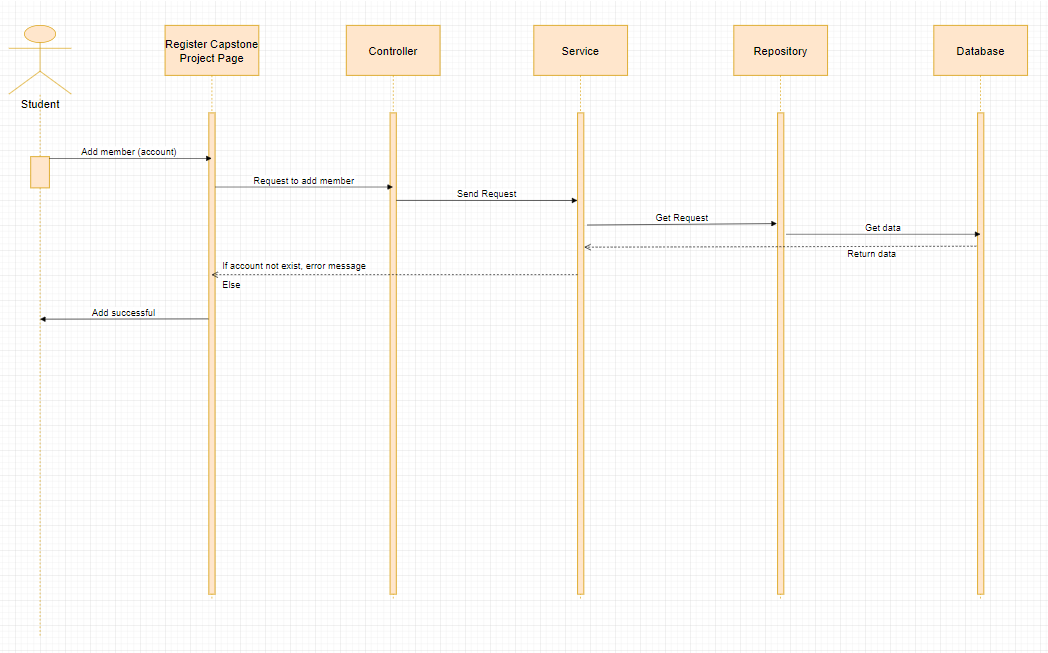 Register Capstone
Project Page
Controller
Service
Repository
Database
Student
Add member (account)
Request to add member
Send Request
Get Request
Get data
Return data
If account not exist, error message
Else
Add successful